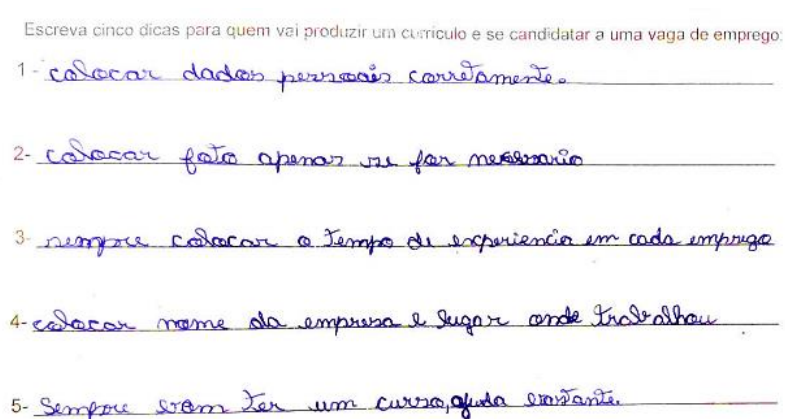 Escreva cinco dicas para quem vai produzir um currículo e se candidatar a uma vaga de emprego:
1 - colocar dados pessoais corretamente.
2- colocar foto apenas se for necessario
3- sempre colocar o tempo de experiencia em cada emprego
4- colocar nome da empresa e lugar onde trabalhou
5- Sempre bom ter um curso, ajuda bastante.